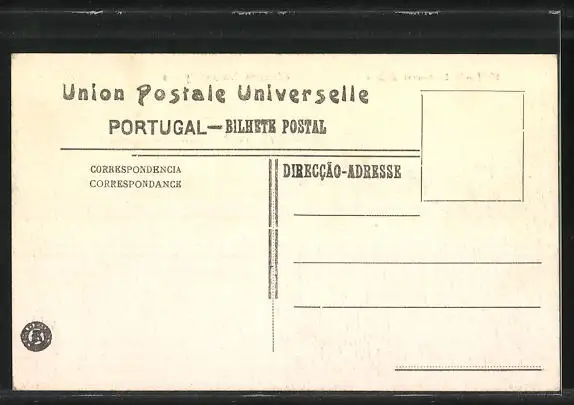 Union Postale Universelle
PORTUGAL—BILHETE POSTAL
CORRESPONDENCIA
CORRESPONDANCE
DIRECÇÃO-ADRESSE